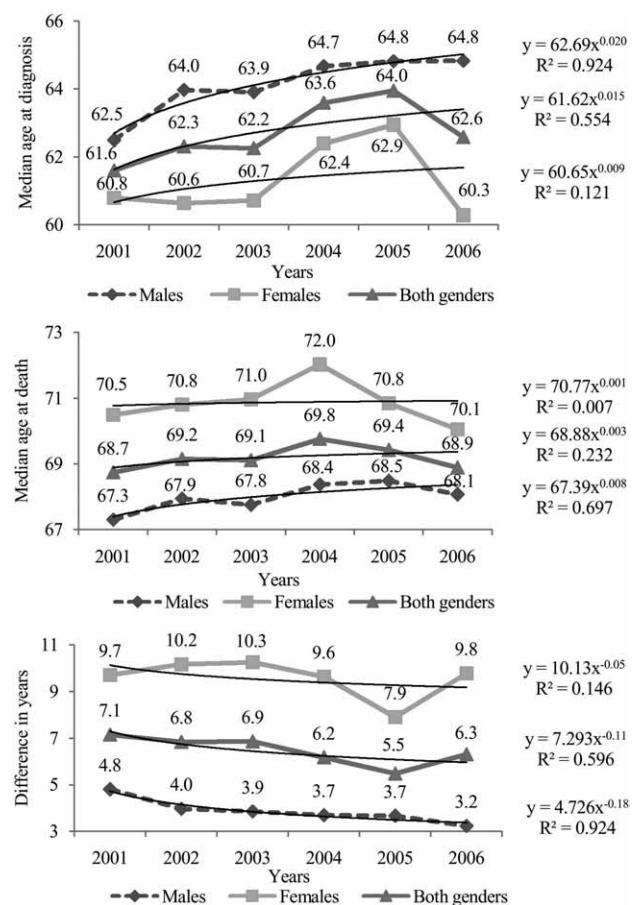 Median age at diagnosis
66
64
62
60
62.5
64.0
63.9
64.7
64.8
64.8
61.6
62.3
62.2
63.6
64.0
62.6
60.8
60.6
60.7
62.4
62.9
60.3
y = 62.69x^0.020
R² = 0.924
y = 61.62x^0.015
R² = 0.554
y = 60.65x^0.009
R² = 0.121
2001 2002 2003 2004 2005 2006
Years
Males Females Both genders
Median age at death
73
71
69
67
70.5
70.8
71.0
72.0
70.8
70.1
68.7
69.2
69.1
69.8
69.4
68.9
67.3
67.9
67.8
68.4
68.5
68.1
y = 70.77x^0.001
R² = 0.007
y = 68.88x^0.003
R² = 0.232
y = 67.39x^0.008
R² = 0.697
2001 2002 2003 2004 2005 2006
Years
Males Females Both genders
Difference in years
11
9
7
5
3
9.7
10.2
10.3
9.6
7.9
9.8
7.1
6.8
6.9
6.2
5.5
6.3
4.8
4.0
3.9
3.7
3.7
3.2
y = 10.13x^-0.05
R² = 0.146
y = 7.293x^-0.11
R² = 0.596
y = 4.726x^-0.18
R² = 0.924
2001 2002 2003 2004 2005 2006
Years
Males Females Both genders